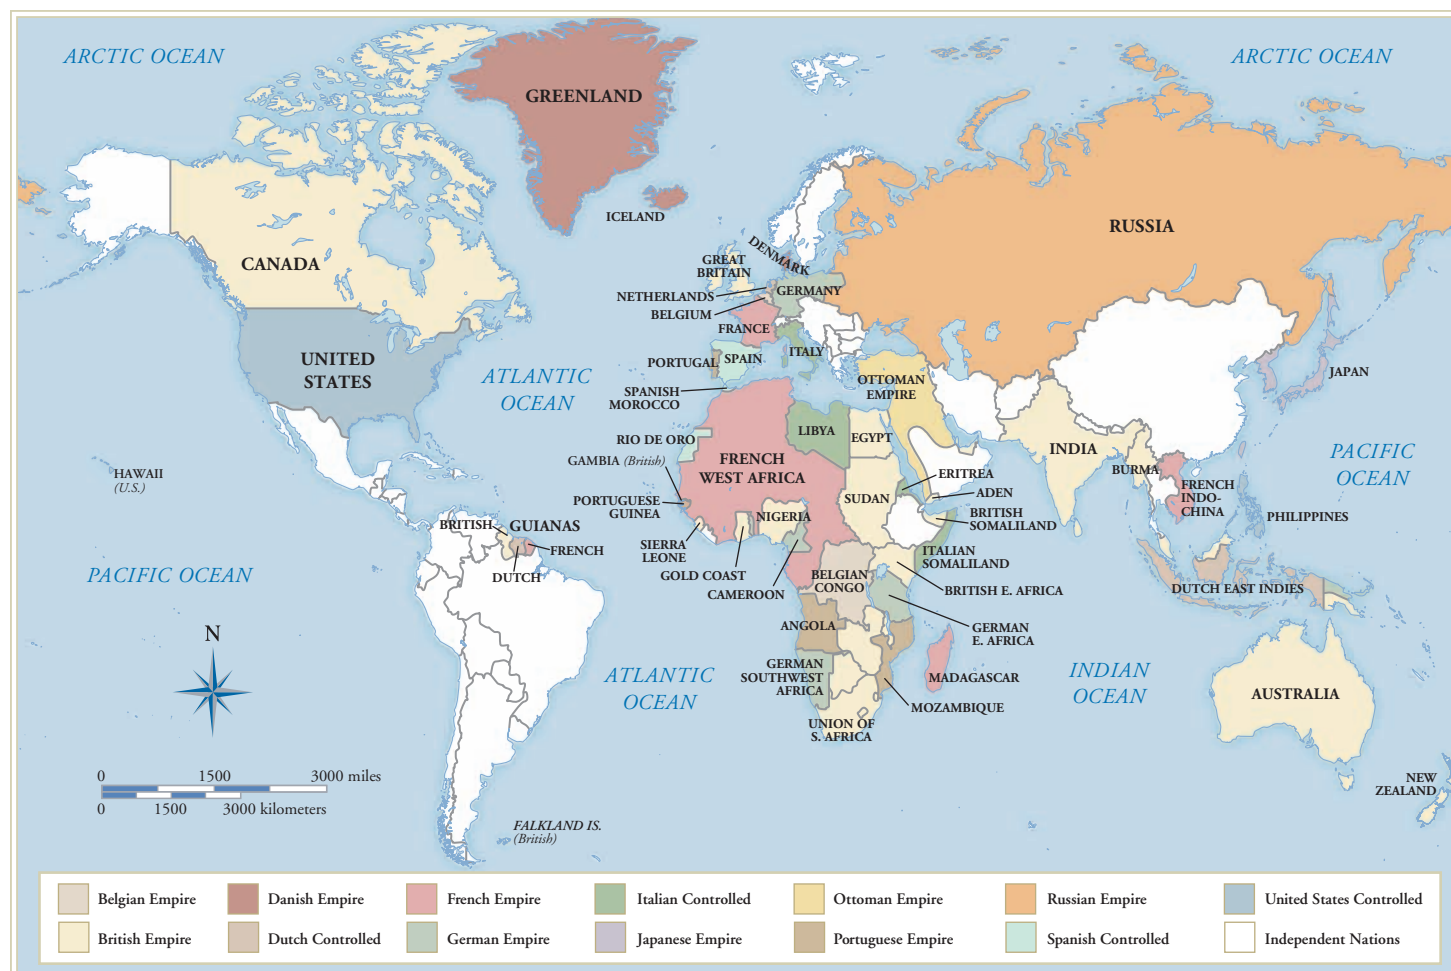 ARCTIC OCEAN
ARCTIC OCEAN
GREENLAND
ICELAND
RUSSIA
CANADA
DENMARK
GREAT
BRITAIN
NETHERLANDS
GERMANY
BELGIUM
FRANCE
UNITED
STATES
ATLANTIC
OCEAN
PORTUGAL
SPAIN
ITALY
SPANISH
MOROCCO
OTTOMAN
EMPIRE
JAPAN
RIO DE ORO
LIBYA
EGYPT
INDIA
PACIFIC
OCEAN
HAWAII
(U.S.)
GAMBIA (British)
FRENCH
WEST AFRICA
ERITREA
BURMA
FRENCH
INDO-
CHINA
PORTUGUESE
GUINEA
SUDAN
ADEN
BRITISH
SOMALILAND
PHILIPPINES
BRITISH
GUIANAS
FRENCH
DUTCH
NIGERIA
SIERRA
LEONE
GOLD COAST
CAMEROON
ITALIAN
SOMALILAND
PACIFIC OCEAN
BELGIAN
CONGO
BRITISH E. AFRICA
DUTCH EAST INDIES
ANGOLA
GERMAN
E. AFRICA
N
ATLANTIC
OCEAN
GERMAN
SOUTHWEST
AFRICA
MADAGASCAR
INDIAN
OCEAN
AUSTRALIA
MOZAMBIQUE
UNION OF
S. AFRICA
0 1500 3000 miles
0 1500 3000 kilometers
NEW
ZEALAND
FALKLAND IS.
(British)
Belgian Empire
Danish Empire
French Empire
Italian Controlled
Ottoman Empire
Russian Empire
United States Controlled
British Empire
Dutch Controlled
German Empire
Japanese Empire
Portuguese Empire
Spanish Controlled
Independent Nations